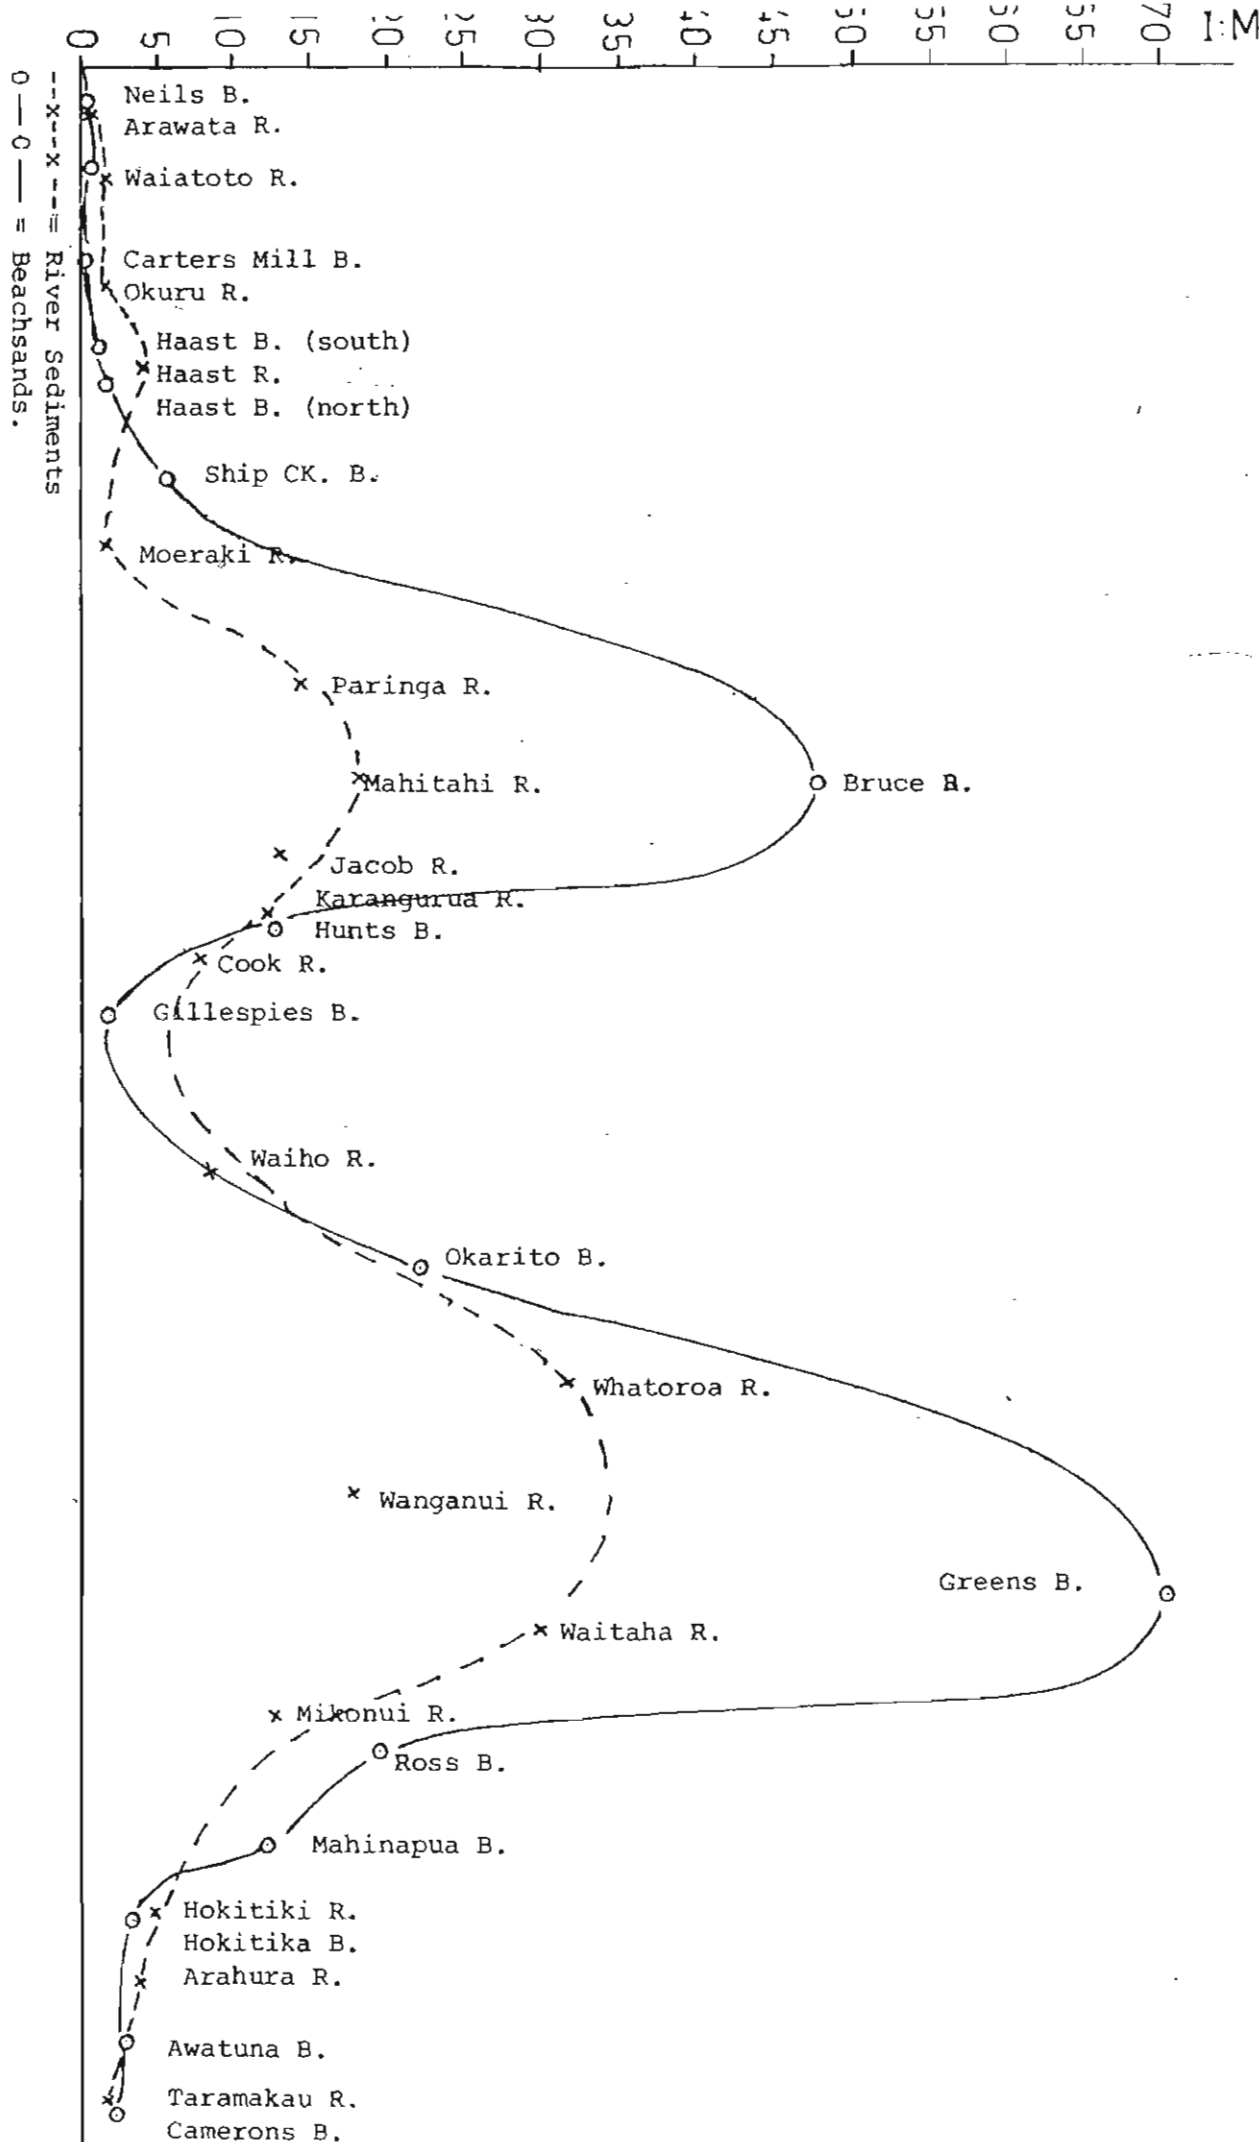 0 5 10 15 20 25 30 35 40 45 50 55 60 65 70 I:M
Neils B.
Arawata R.
Waiatoto R.
Carters Mill B.
Okuru R.
Haast B. (south)
Haast R.
Haast B. (north)
Ship CK. B.
Moeraki R.
Paringa R.
Mahitahi R.
Bruce B.
Jacob R.
Karangurua R.
Hunts B.
Cook R.
Gillespies B.
Waiho R.
Okarito B.
Whatoroa R.
Wanganui R.
Greens B.
Waitaha R.
Mikonui R.
Ross B.
Mahinapua B.
Hokitiki R.
Hokitika B.
Arahura R.
Awatuna B.
Taramakau R.
Camerons B.
--x--x--= River Sediments
o — o — = Beachsands.